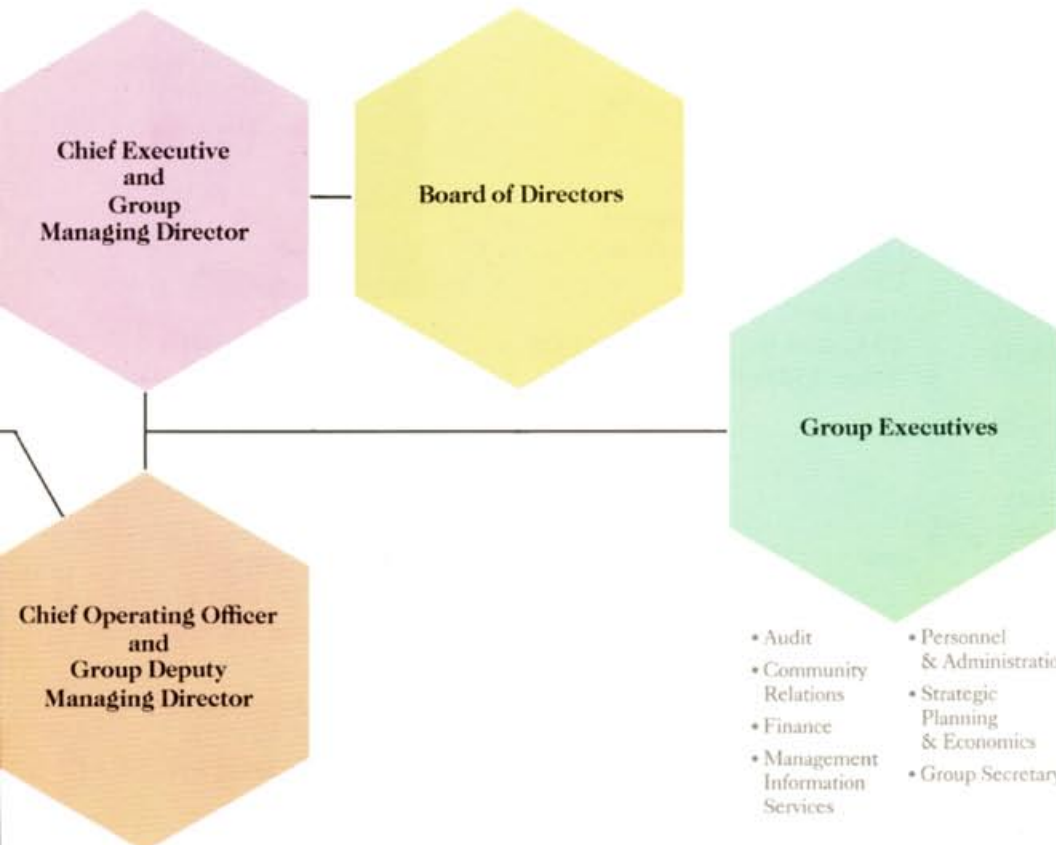 Chief Executive
and
Group
Managing Director
Board of Directors
Group Executives
Chief Operating Officer
and
Group Deputy
Managing Director
• Audit
• Community
Relations
• Finance
• Management
Information
Services
• Personnel
& Administratio
• Strategic
Planning
& Economics
• Group Secretary